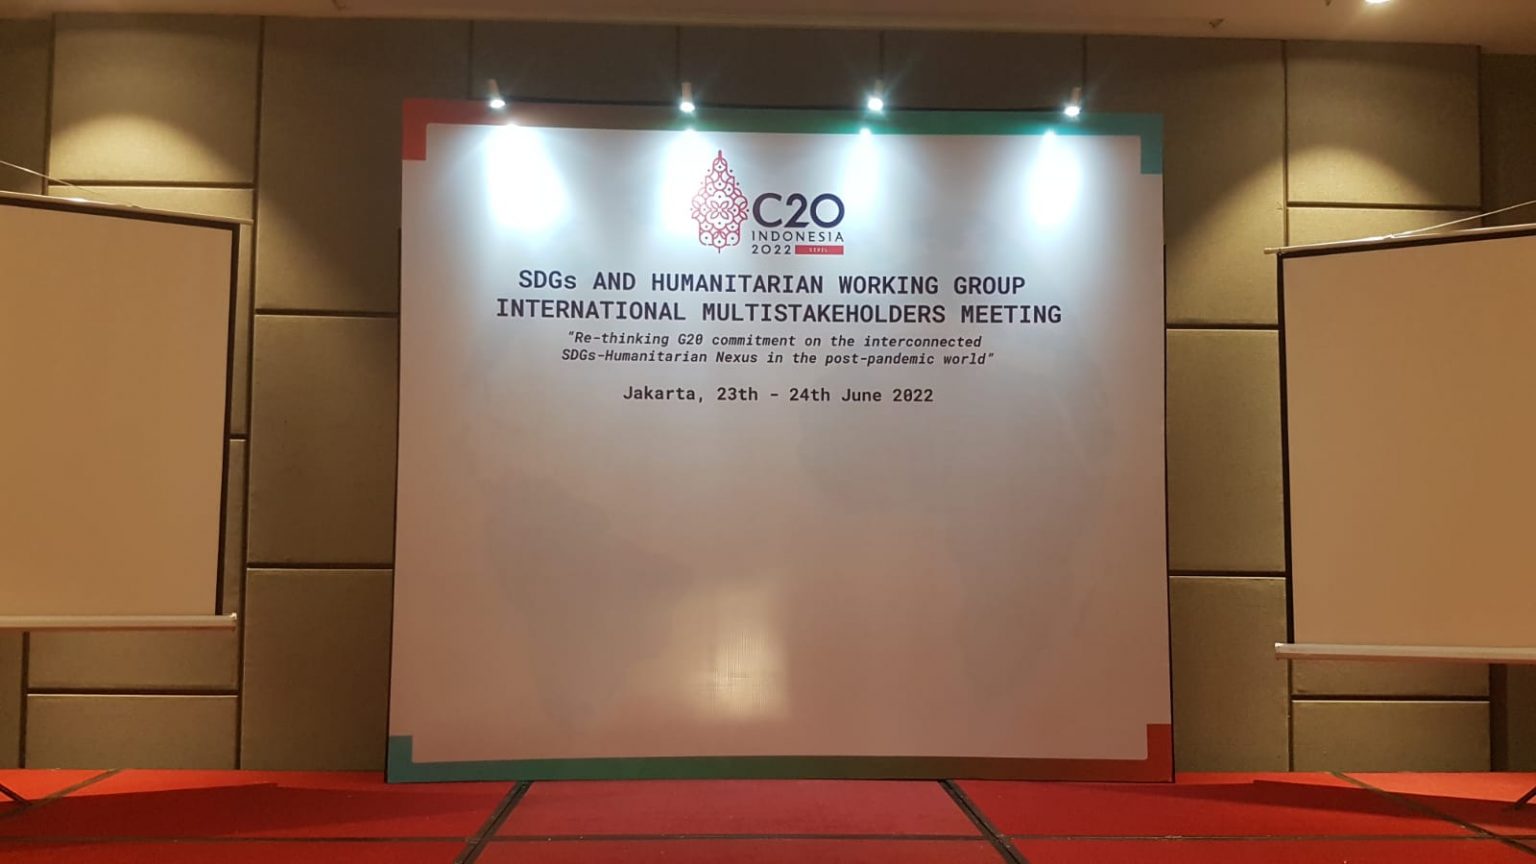 C20
INDONESIA
2022
SDGs AND HUMANITARIAN WORKING GROUP
INTERNATIONAL MULTISTAKEHOLDERS MEETING
"Re-thinking G20 commitment on the interconnected
SDGs-Humanitarian Nexus in the post-pandemic world"
Jakarta, 23th - 24th June 2022